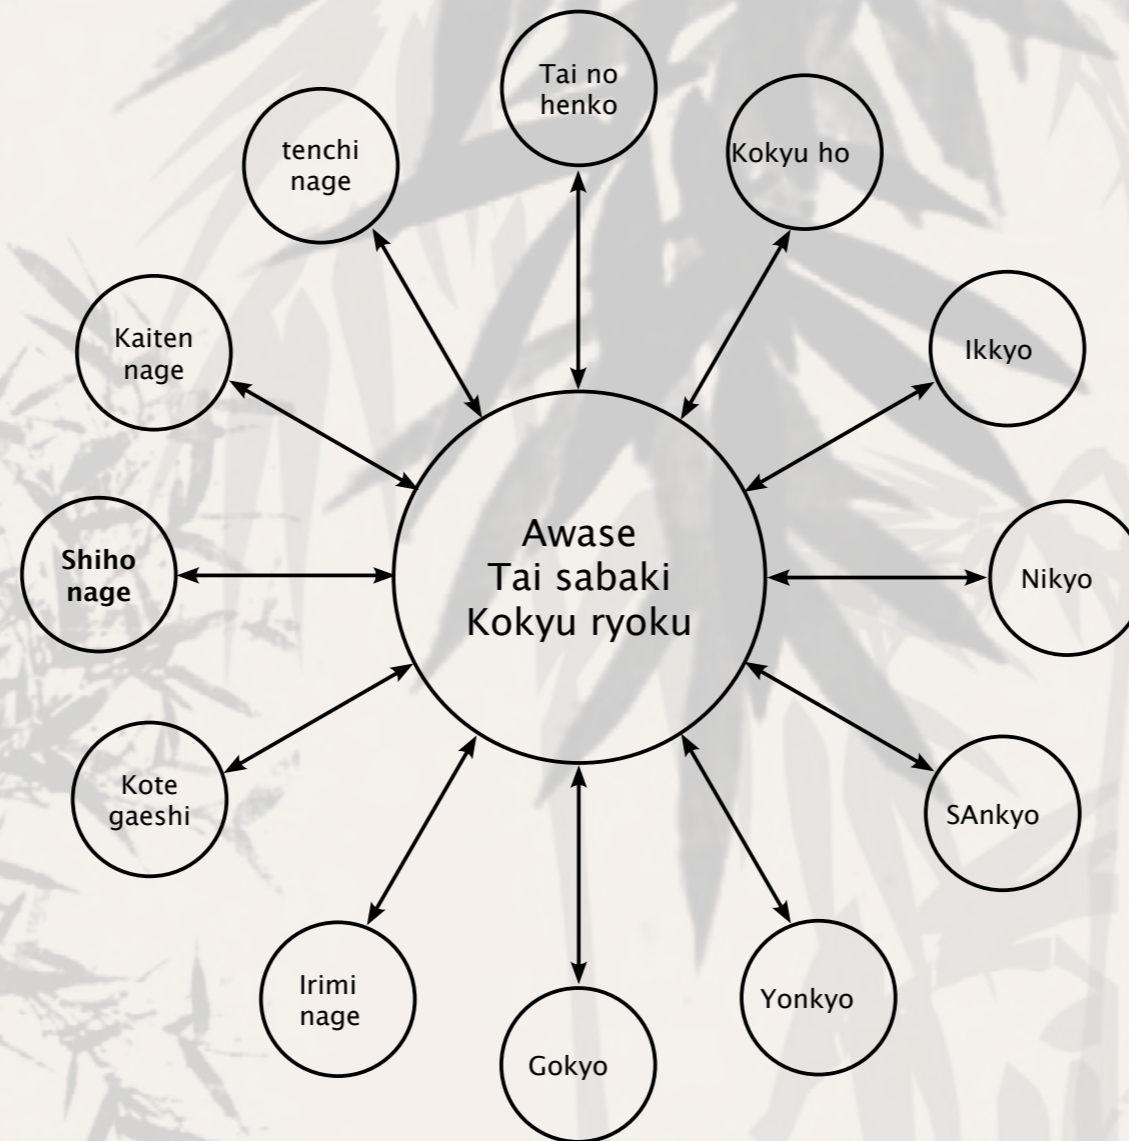 Tai no
henko
Kokyu ho
Ikkyo
Nikyo
SAnkyo
Yonkyo
Gokyo
Irimi
nage
Kote
gaeshi
Shiho
nage
Kaiten
nage
tenchi
nage
Awase
Tai sabaki
Kokyu ryoku